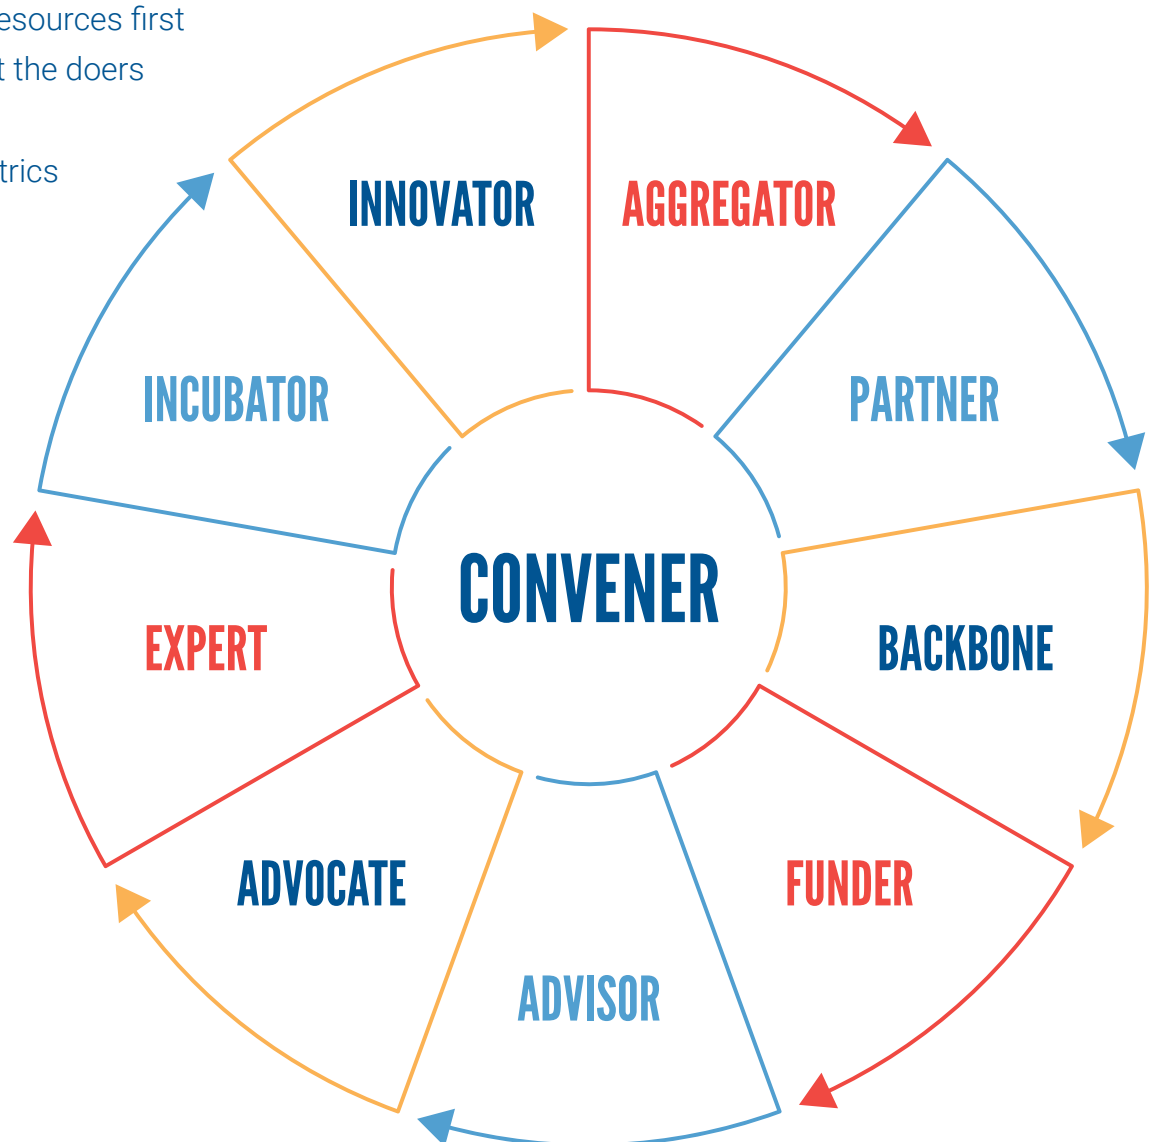 esources first
t the doers
trics
INNOVATOR
AGGREGATOR
INCUBATOR
PARTNER
CONVENER
EXPERT
BACKBONE
ADVOCATE
FUNDER
ADVISOR